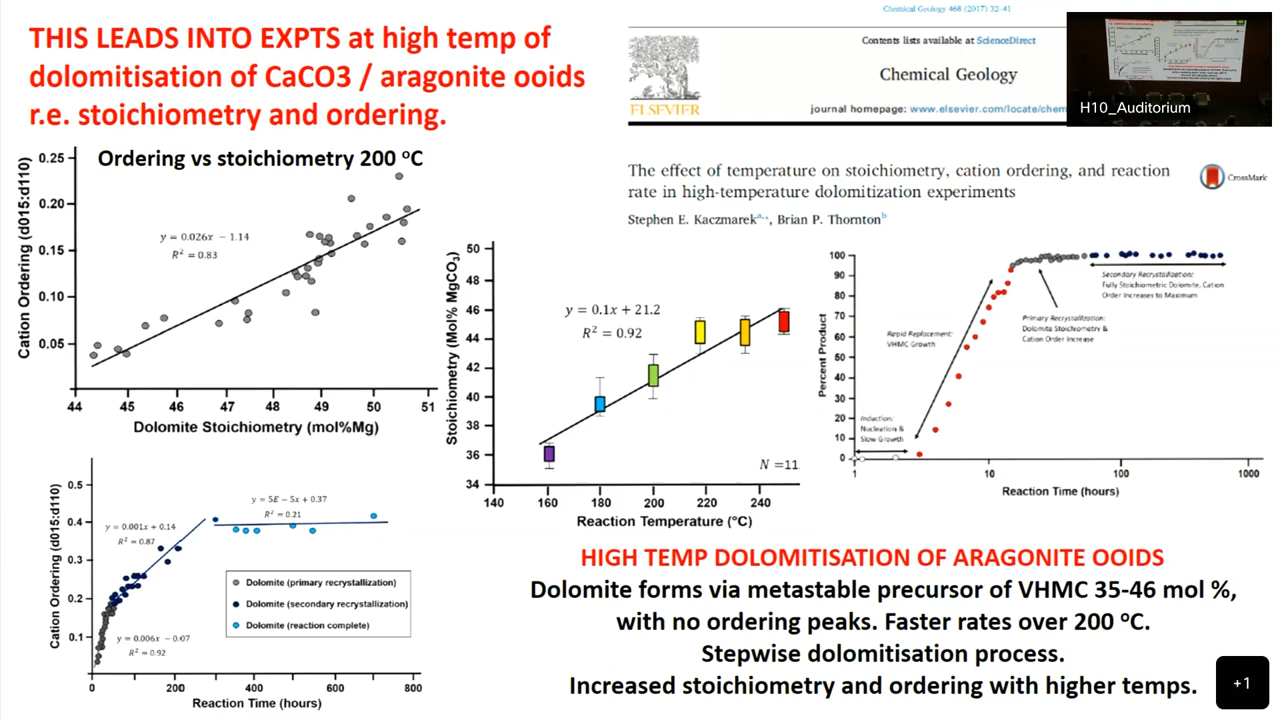 THIS LEADS INTO EXPTS at high temp of
dolomitisation of CaCO3 / aragonite ooids
r.e. stoichiometry and ordering.
Chemical Geology 468 (2017) 32-41
Contents lists available at ScienceDirect
Chemical Geology
journal homepage: www.elsevier.com/locate/chem
ELSEVIER
H10_Auditorium
The effect of temperature on stoichiometry, cation ordering, and reaction
rate in high-temperature dolomitization experiments
CrossMark
Stephen E. Kaczmarek a,*, Brian P. Thornton b
Ordering vs stoichiometry 200 °C
Cation Ordering (d015:d110)
0.25
0.20
0.15
0.10
0.05
y = 0.026x − 1.14
R² = 0.83
44 45 46 47 48 49 50 51
Dolomite Stoichiometry (mol%Mg)
Stoichiometry (Mol% MgCO₃)
50
48
46
44
42
40
38
36
34
y = 0.1x + 21.2
R² = 0.92
N = 11
140 160 180 200 220 240
Reaction Temperature (°C)
Percent Product
100
90
80
70
60
50
40
30
20
10
0
Secondary Recrystallization:
Fully Stoichiometric Dolomite, Cation
Order Increases to Maximum
Primary Recrystallization:
Dolomite Stoichiometry &
Cation Order Increase
Rapid Replacement:
VHMC Growth
Induction:
Nucleation &
Slow Growth
1 10 100 1000
Reaction Time (hours)
Cation Ordering (d015:d110)
0.5
0.4
0.3
0.2
0.1
y = 5E − 5x + 0.37
R² = 0.21
y = 0.001x + 0.14
R² = 0.87
y = 0.006x − 0.07
R² = 0.92
Dolomite (primary recrystallization)
Dolomite (secondary recrystallization)
Dolomite (reaction complete)
0 200 400 600 800
Reaction Time (hours)
HIGH TEMP DOLOMITISATION OF ARAGONITE OOIDS
Dolomite forms via metastable precursor of VHMC 35-46 mol %,
with no ordering peaks. Faster rates over 200 °C.
Stepwise dolomitisation process.
Increased stoichiometry and ordering with higher temps.
+1